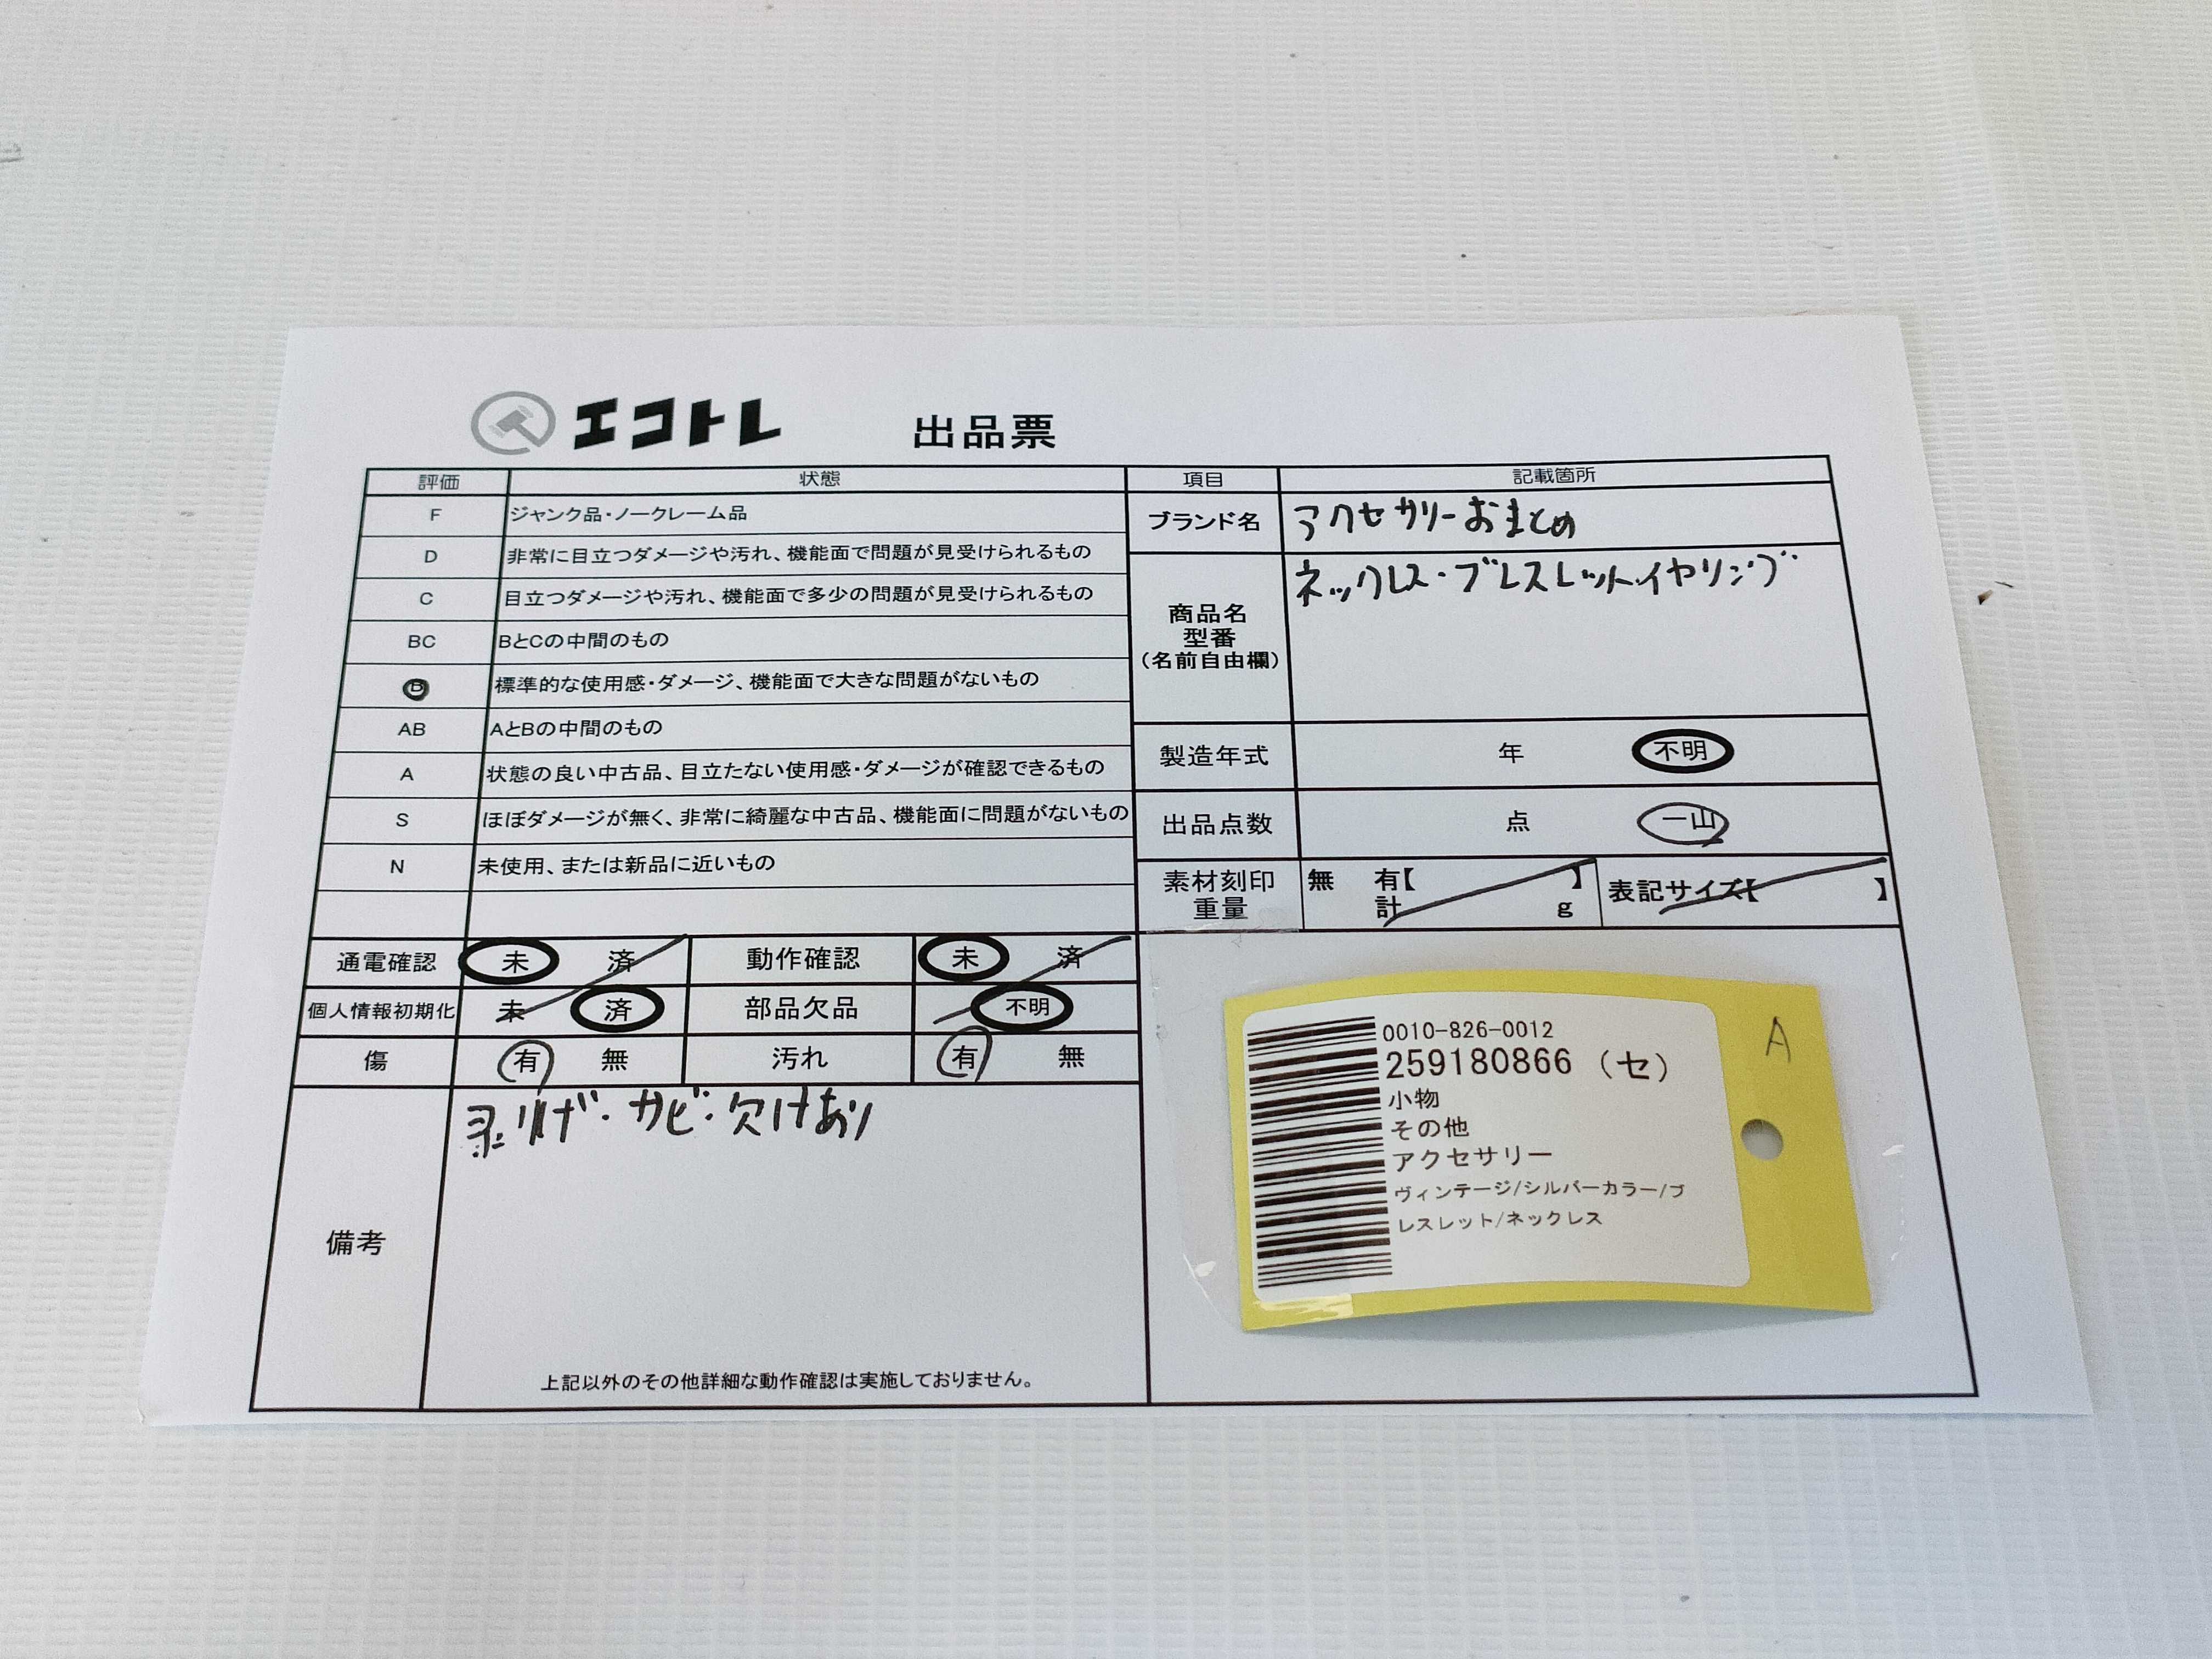 エコトレ 出品票
評価 状態
F ジャンク品・ノークレーム品
D 非常に目立つダメージや汚れ、機能面で問題が見受けられるもの
C 目立つダメージや汚れ、機能面で多少の問題が見受けられるもの
BC BとCの中間のもの
B 標準的な使用感・ダメージ、機能面で大きな問題がないもの
AB AとBの中間のもの
A 状態の良い中古品、目立たない使用感・ダメージが確認できるもの
S ほぼダメージが無く、非常に綺麗な中古品、機能面に問題がないもの
N 未使用、または新品に近いもの
項目 記載箇所
ブランド名 アクセサリーおまとめ
商品名
型番
(名前自由欄)
ネックレス・ブレスレット・イヤリング
製造年式 年 不明
出品点数 点 一山
素材刻印 無 有【 】 表記サイズ【 】
重量 計 g
通電確認 未 済 動作確認 未 済
個人情報初期化 未 済 部品欠品 不明
傷 有 無 汚れ 有 無
備考
カビ・欠けあり
上記以外のその他詳細な動作確認は実施しておりません。
0010-826-0012
259180866 (セ)
小物
その他
アクセサリー
ヴィンテージ/シルバーカラー/ブ
レスレット/ネックレス
A